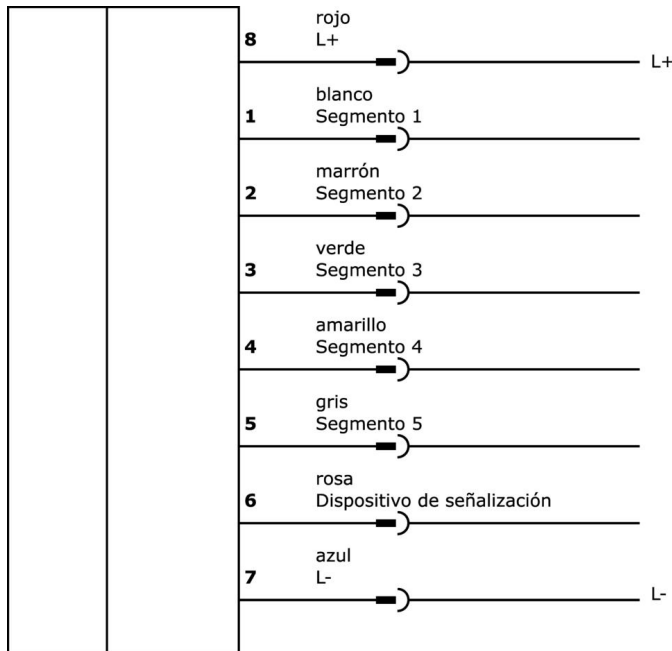 rojo
8 L+
L+
blanco
1 Segmento 1
marrón
2 Segmento 2
verde
3 Segmento 3
amarillo
4 Segmento 4
gris
5 Segmento 5
rosa
6 Dispositivo de señalización
azul
7 L-
L-